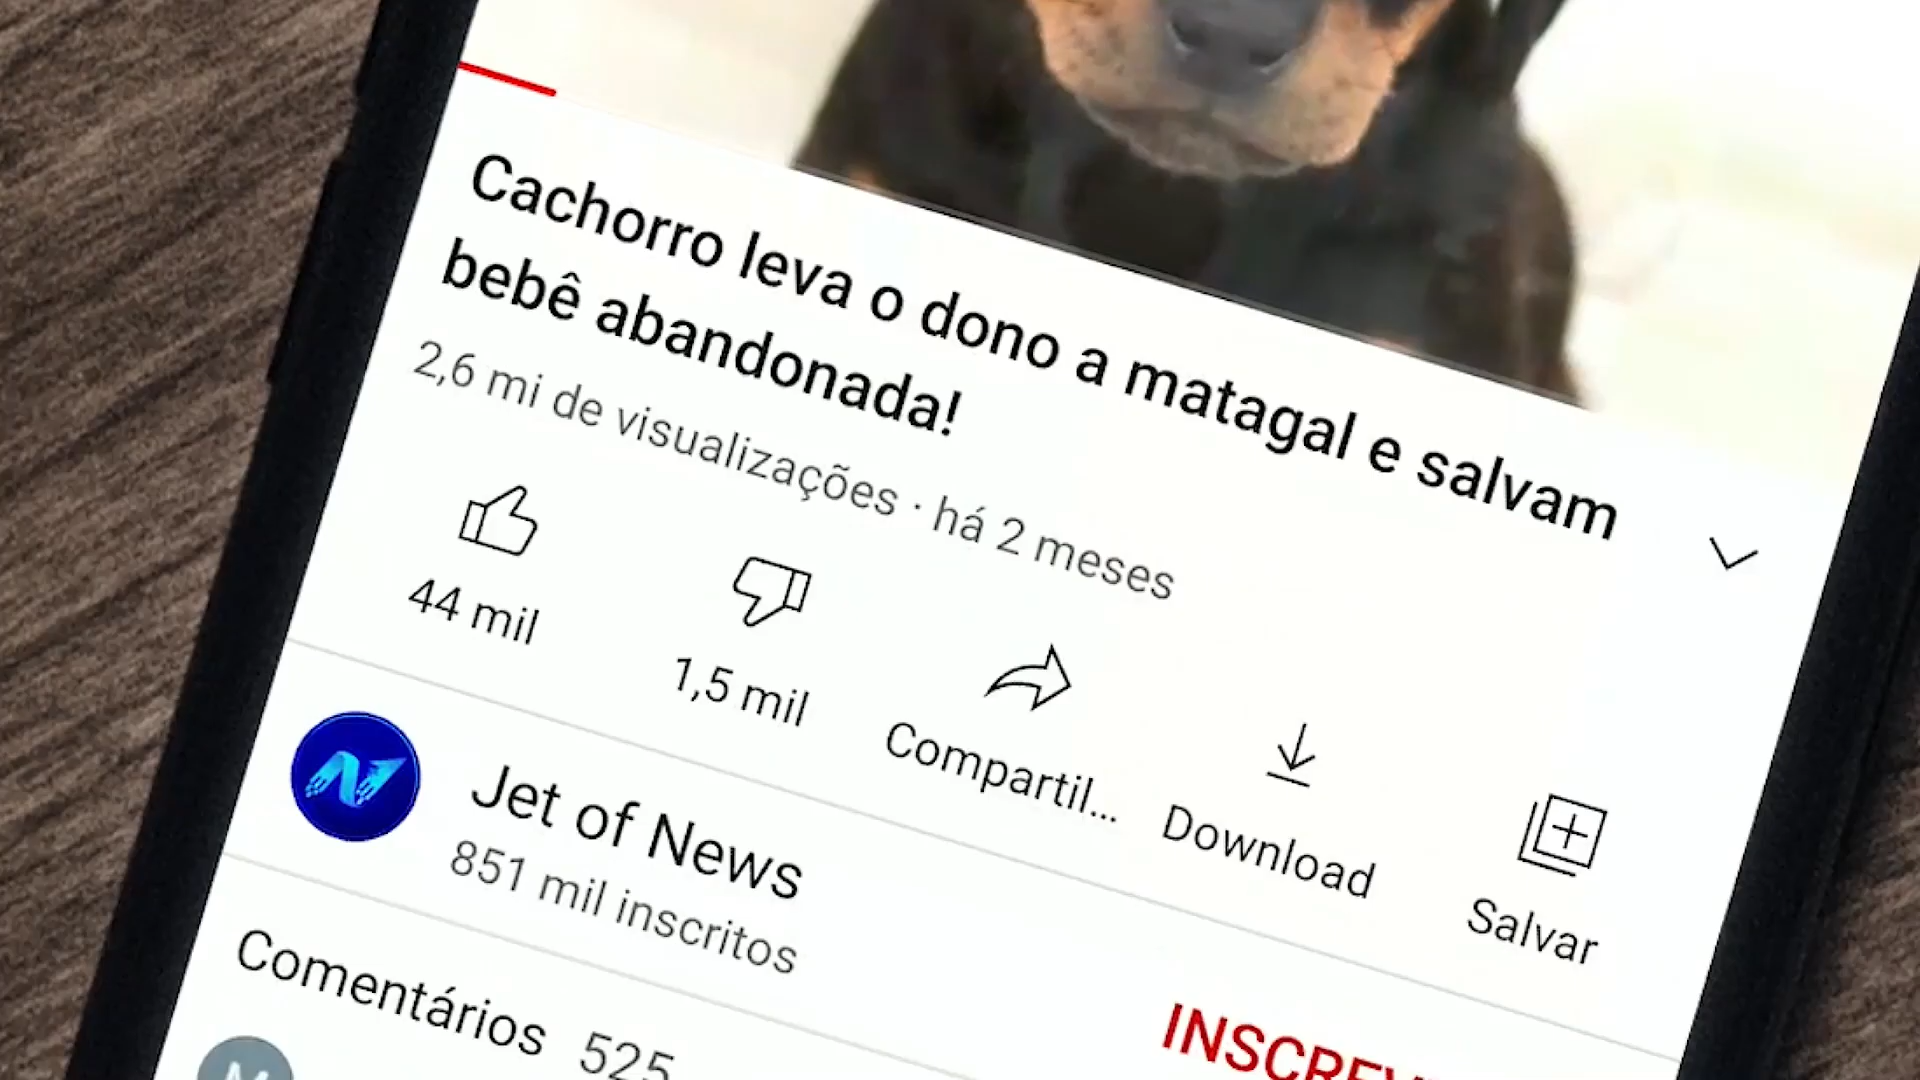 Cachorro leva o dono a matagal e salvam
bebê abandonada!
2,6 mi de visualizações · há 2 meses
44 mil
1,5 mil
Compartil...
Download
Salvar
Jet of News
851 mil inscritos
Comentários 525